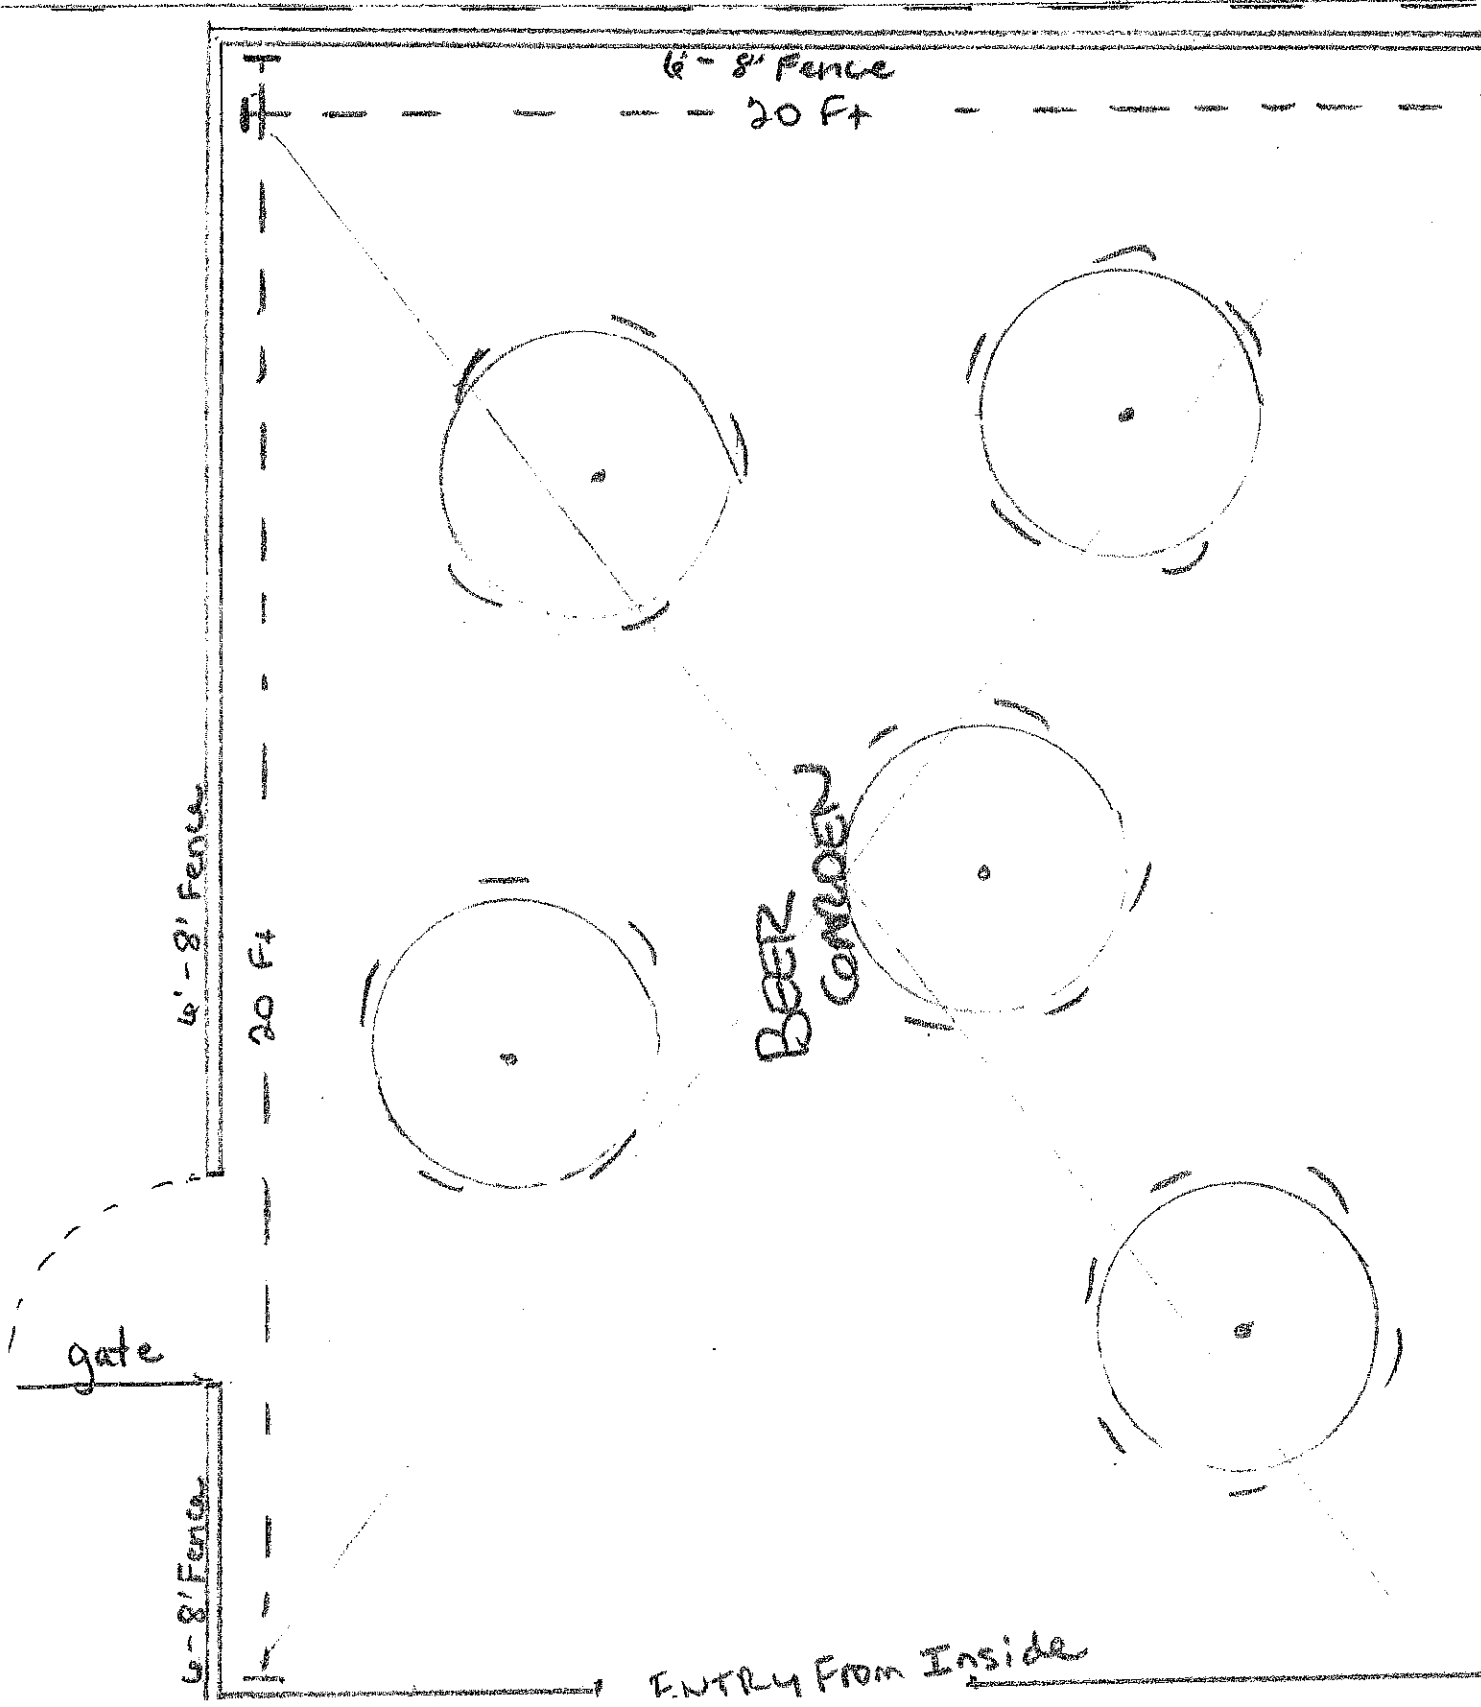 6'-8' Fence
20 Ft
6'-8' Fence
20 Ft
BEER
GARDEN
gate
6'-8' Fence
ENTRY From Inside